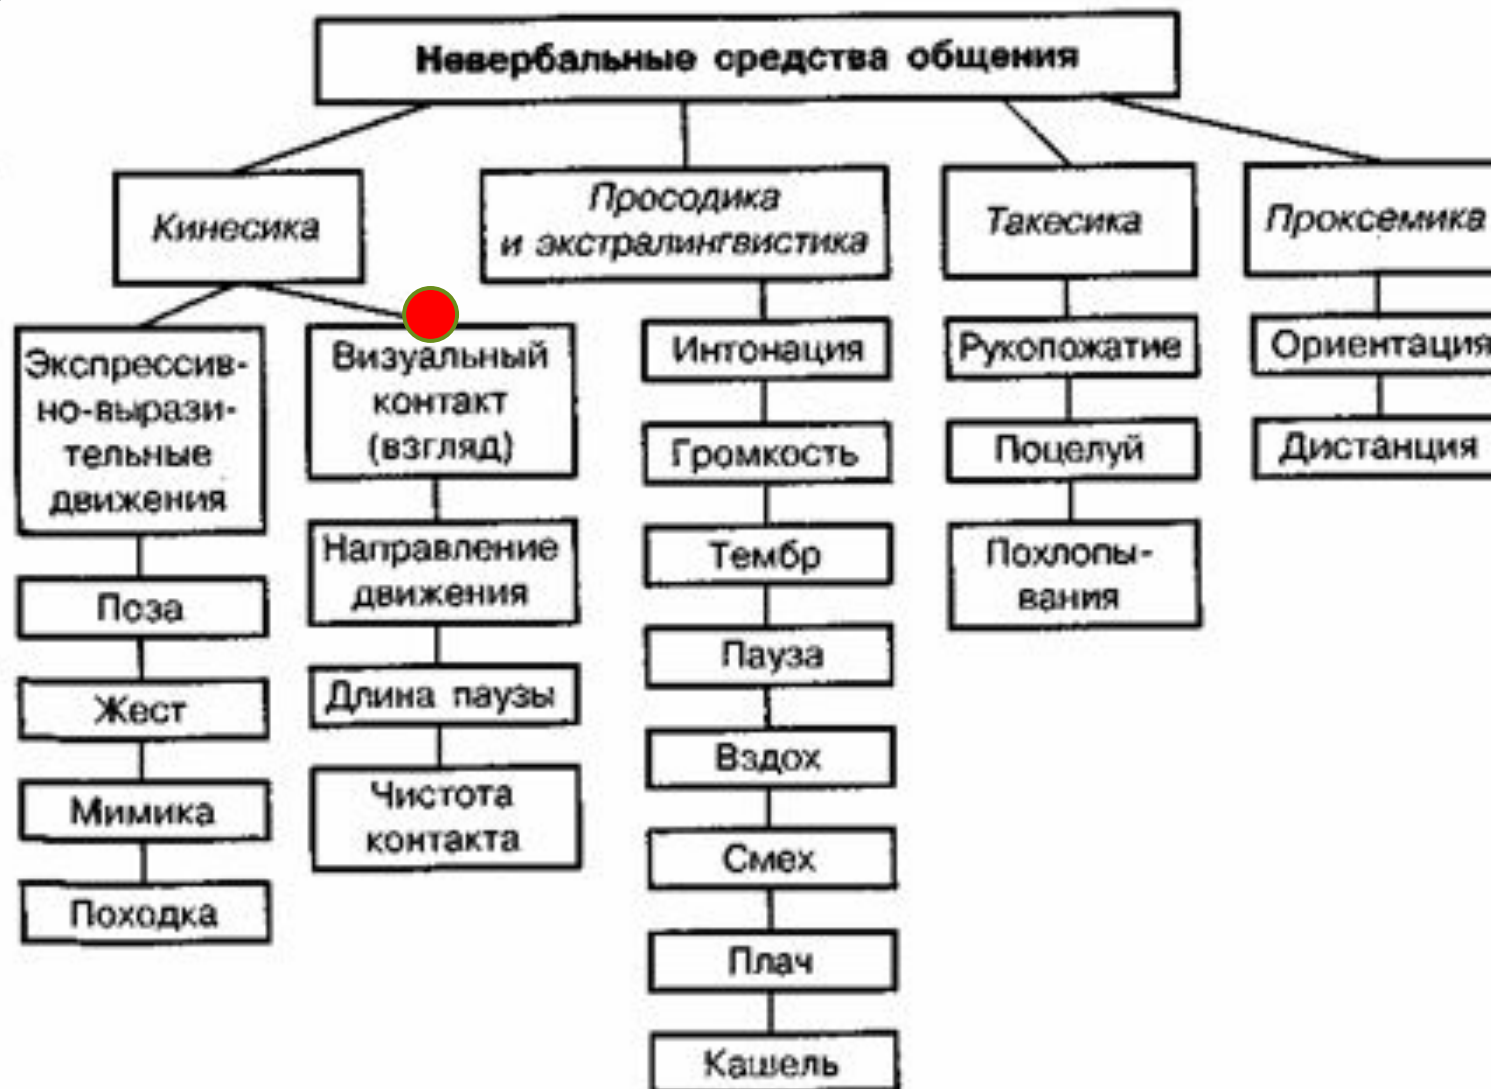 Невербальные средства общения
Кинесика
Просодика
и экстралингвистика
Такесика
Проксемика
Экспрессив-
но-вырази-
тельные
движения
Поза
Жест
Мимика
Походка
Визуальный
контакт
(взгляд)
Направление
движения
Длина паузы
Чистота
контакта
Интонация
Громкость
Тембр
Пауза
Вздох
Смех
Плач
Кашель
Рукопожатие
Поцелуй
Похлопы-
вания
Ориентация
Дистанция